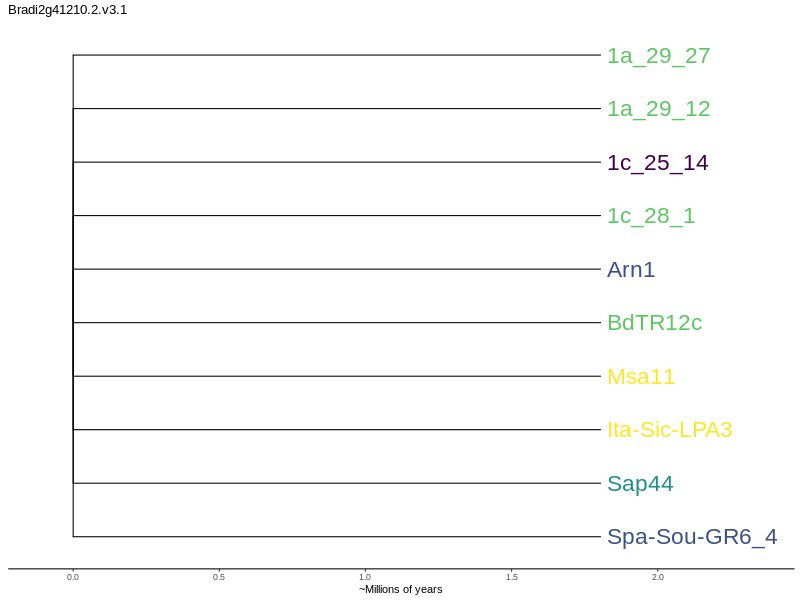 Bradi2g41210.2.v3.1
1a_29_27
1a_29_12
1c_25_14
1c_28_1
Arn1
BdTR12c
Msa11
Ita-Sic-LPA3
Sap44
Spa-Sou-GR6_4
0.0 0.5 1.0 1.5 2.0
~Millions of years